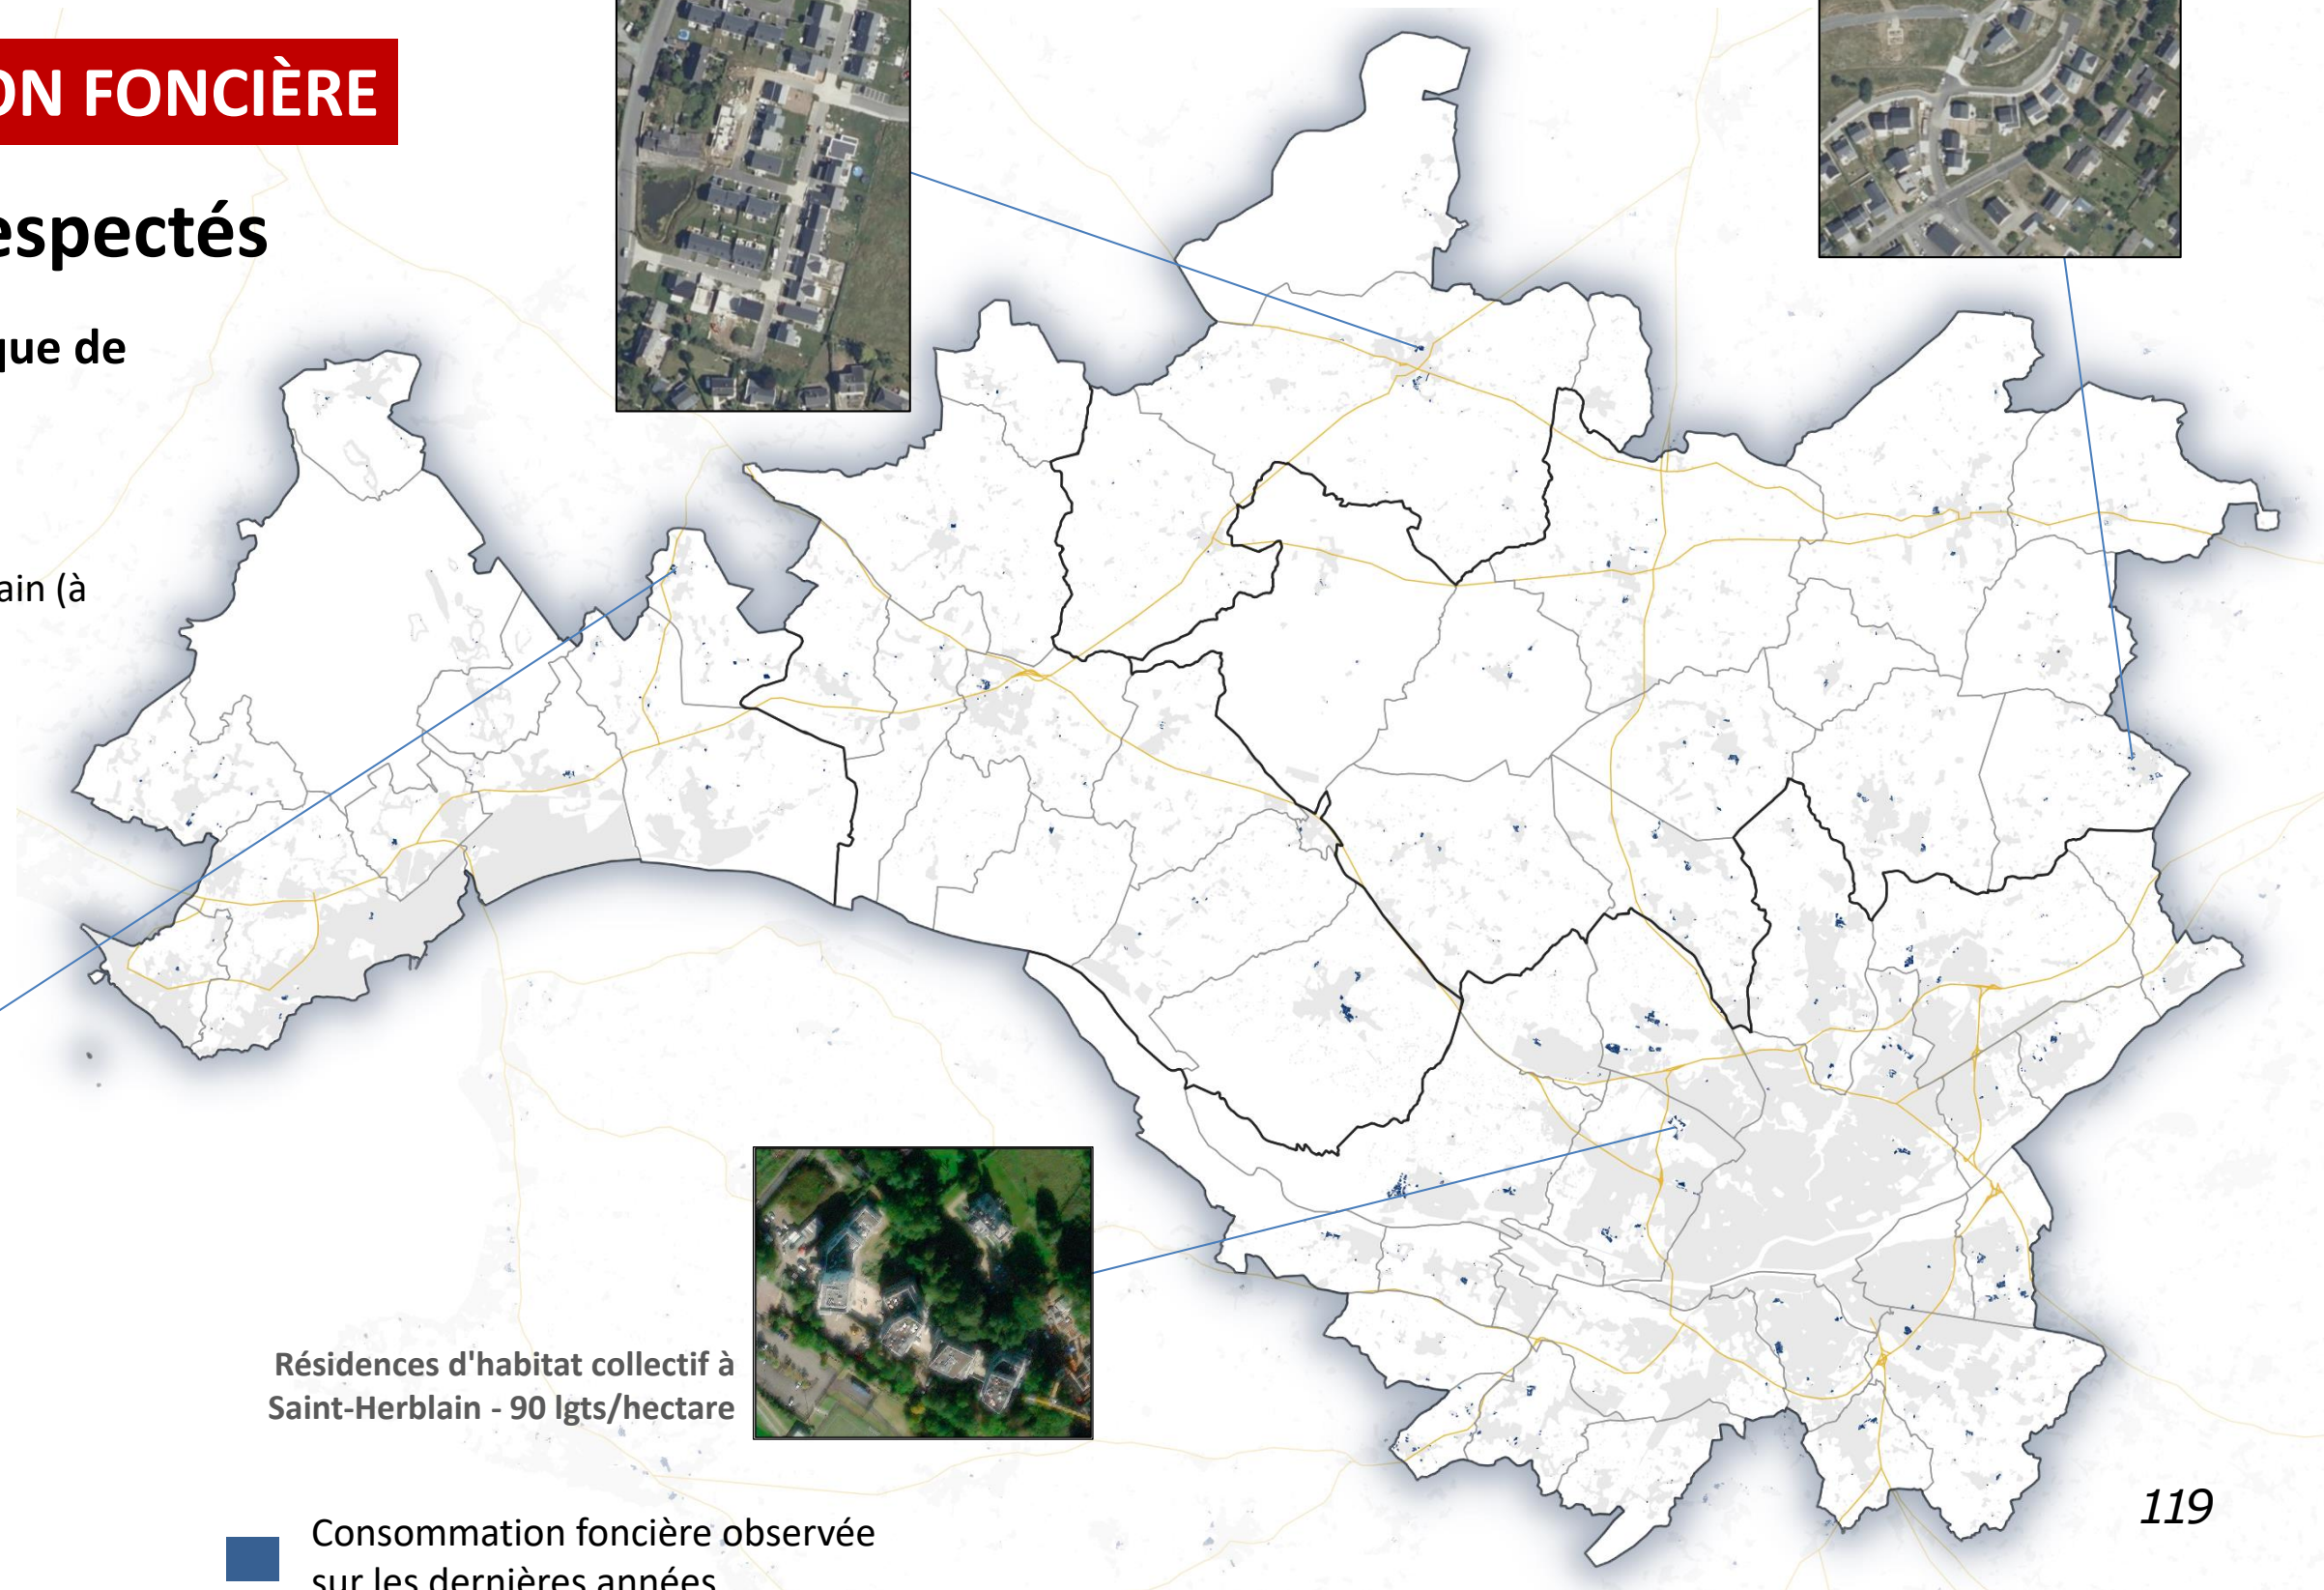 ON FONCIÈRE
espectés
que de
ain (à
Résidences d'habitat collectif à
Saint-Herblain - 90 lgts/hectare
Consommation foncière observée
sur les dernières années
119